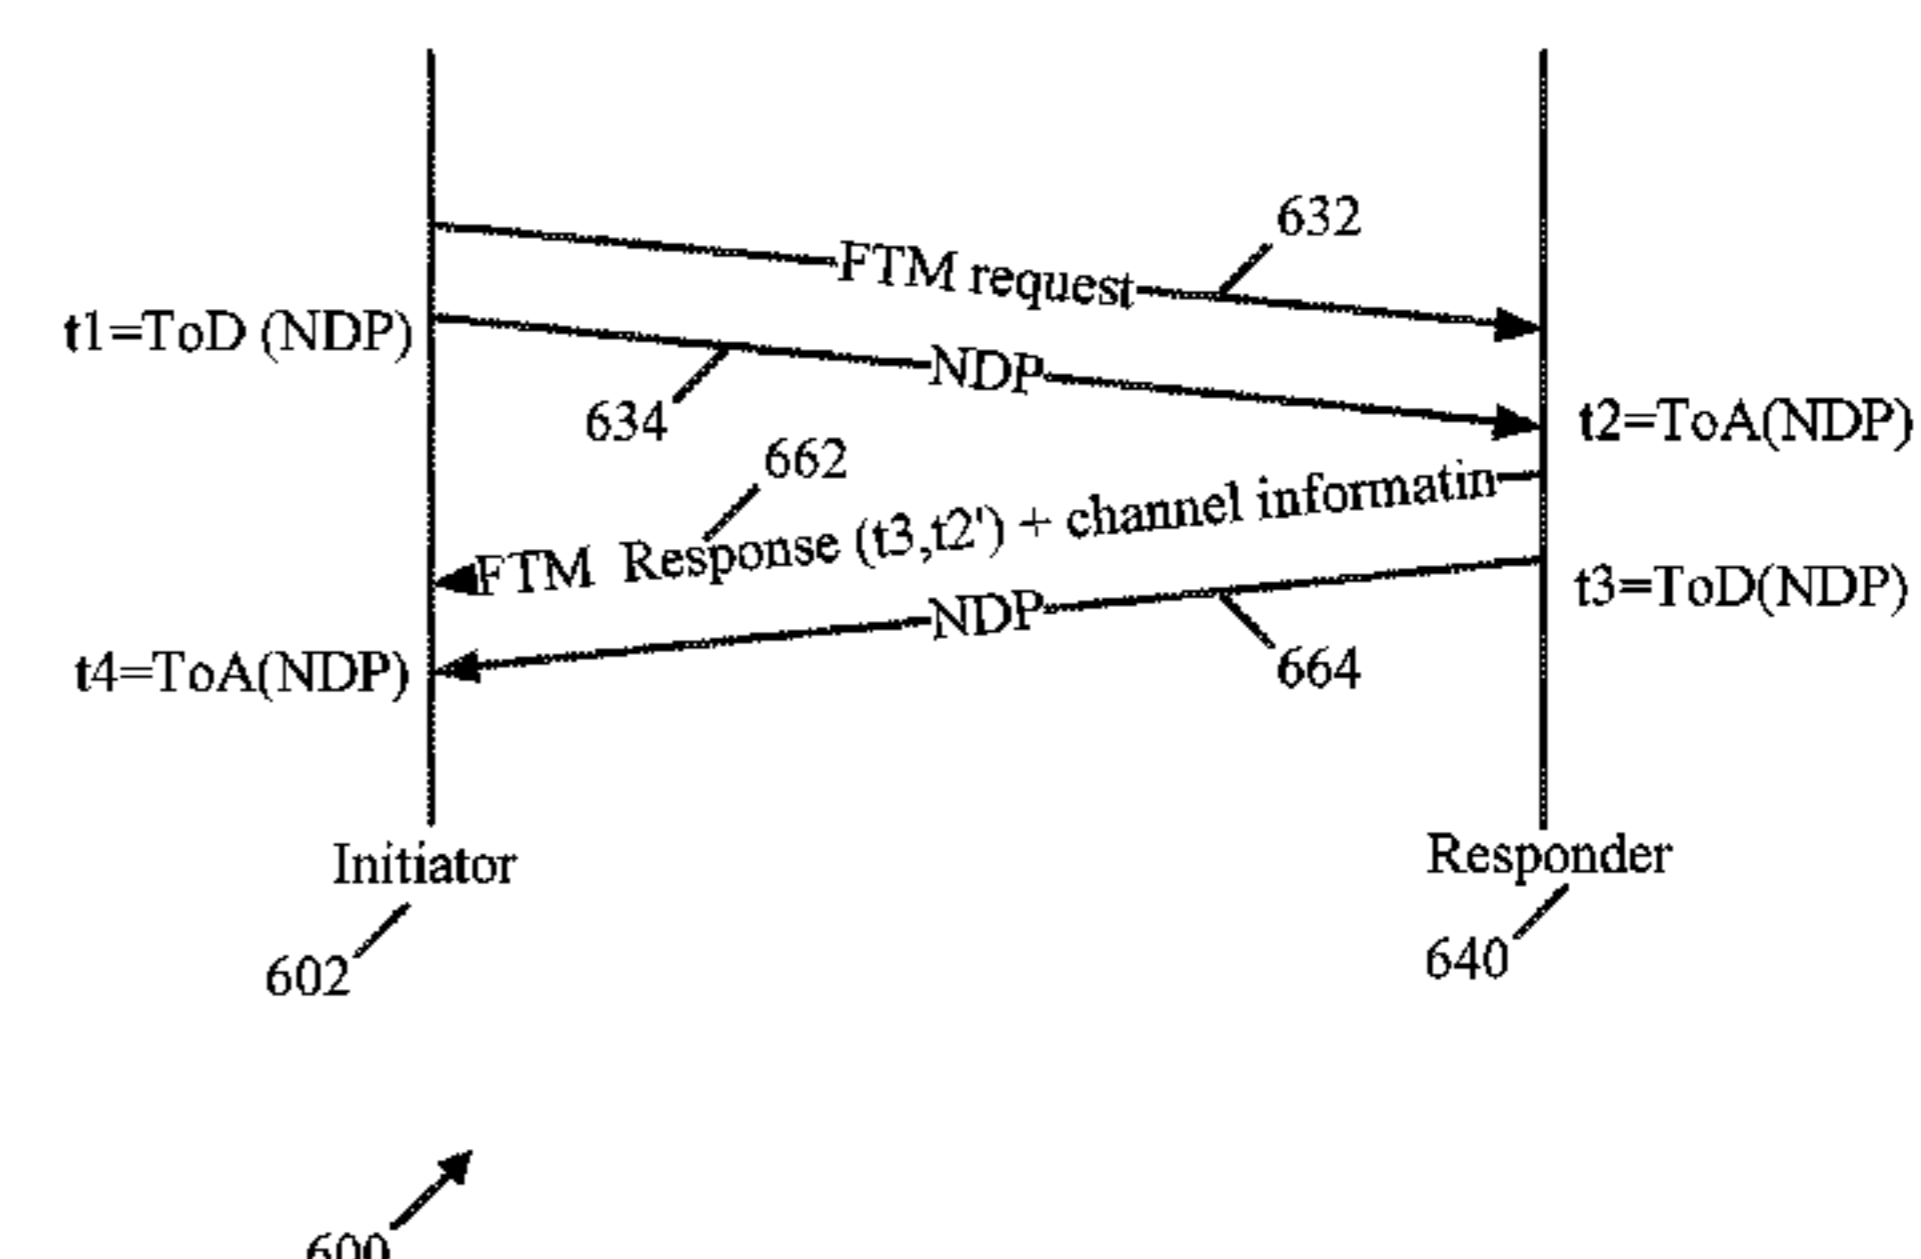 632
FTM request
t1=ToD (NDP)
NDP
634
t2=ToA(NDP)
662
FTM Response (t3,t2') + channel informatin
t3=ToD(NDP)
NDP
664
t4=ToA(NDP)
Initiator
Responder
602
640
600